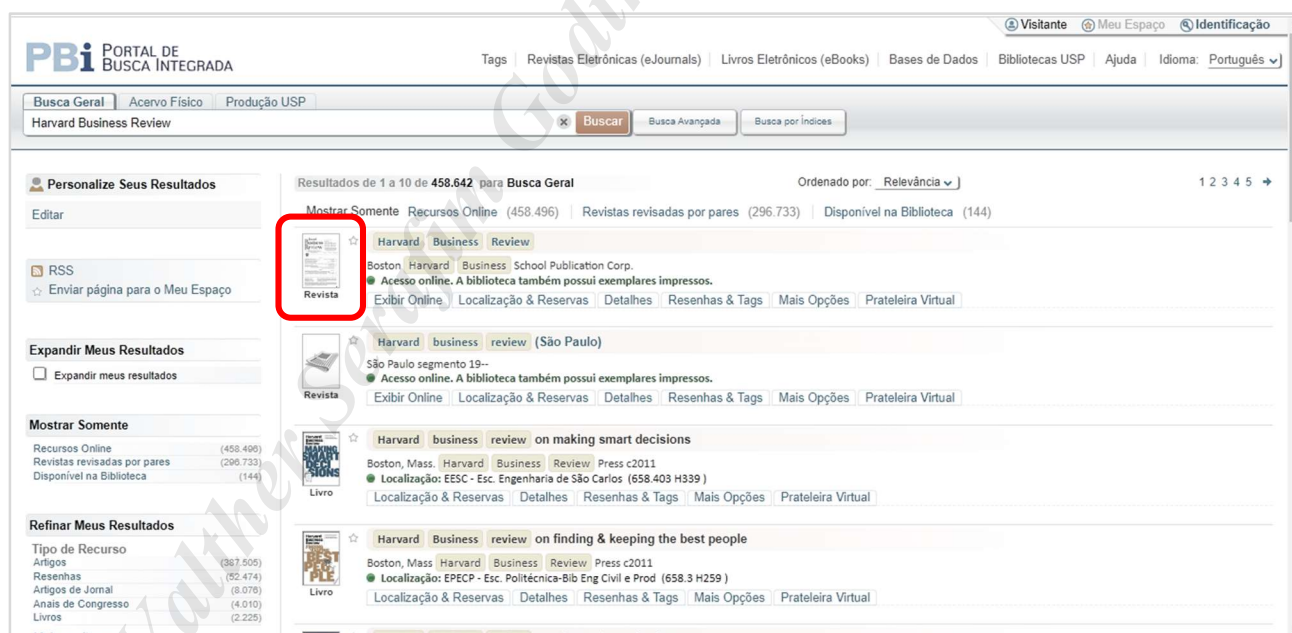 Visitante Meu Espaço Identificação
PBi PORTAL DE
BUSCA INTEGRADA
Tags Revistas Eletrônicas (eJournals) Livros Eletrônicos (eBooks) Bases de Dados Bibliotecas USP Ajuda Idioma: Português
Busca Geral Acervo Físico Produção USP
Harvard Business Review Buscar Busca Avançada Busca por Índices
Personalize Seus Resultados
Editar
RSS
Enviar página para o Meu Espaço
Expandir Meus Resultados
Expandir meus resultados
Mostrar Somente
Recursos Online (458.496)
Revistas revisadas por pares (296.733)
Disponível na Biblioteca (144)
Refinar Meus Resultados
Tipo de Recurso
Artigos (387.505)
Resenhas (52.474)
Artigos de Jornal (8.076)
Anais de Congresso (4.010)
Livros (2.225)
Resultados de 1 a 10 de 458.642 para Busca Geral Ordenado por: Relevância 1 2 3 4 5
Mostrar Somente Recursos Online (458.496) Revistas revisadas por pares (296.733) Disponível na Biblioteca (144)
Harvard Business Review
Boston Harvard Business School Publication Corp.
Acesso online. A biblioteca também possui exemplares impressos.
Revista
Exibir Online Localização & Reservas Detalhes Resenhas & Tags Mais Opções Prateleira Virtual
Harvard business review (São Paulo)
São Paulo segmento 19--
Acesso online. A biblioteca também possui exemplares impressos.
Revista
Exibir Online Localização & Reservas Detalhes Resenhas & Tags Mais Opções Prateleira Virtual
Harvard business review on making smart decisions
MAKING
SMART
DECI
SIONS
Boston, Mass. Harvard Business Review Press c2011
Localização: EESC - Esc. Engenharia de São Carlos (658.403 H339 )
Livro
Localização & Reservas Detalhes Resenhas & Tags Mais Opções Prateleira Virtual
Harvard Business review on finding & keeping the best people
BEST
PEO
PLE
Boston, Mass Harvard Business Review Press c2011
Localização: EPECP - Esc. Politécnica-Bib Eng Civil e Prod (658.3 H259 )
Livro
Localização & Reservas Detalhes Resenhas & Tags Mais Opções Prateleira Virtual
Walther Serafim Godin